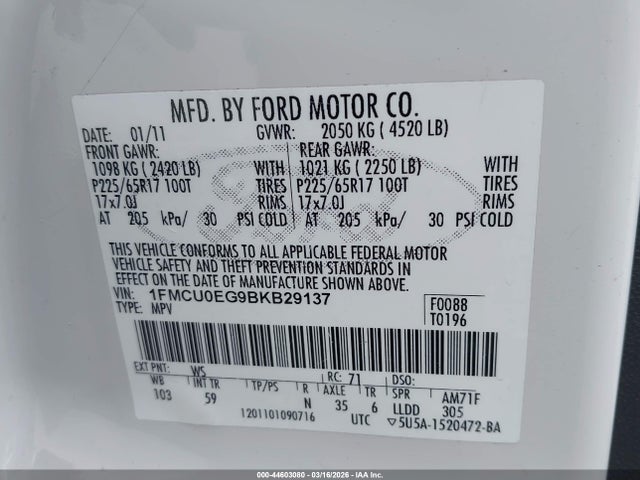 MFD. BY FORD MOTOR CO.
DATE: 01/11 GVWR: 2050 KG ( 4520 LB)
FRONT GAWR: REAR GAWR:
1098 KG ( 2420 LB) WITH 1021 KG ( 2250 LB) WITH
P225/65R17 100T TIRES P225/65R17 100T TIRES
17x7.0J RIMS 17x7.0J RIMS
AT 205 kPa/ 30 PSI COLD AT 205 kPa/ 30 PSI COLD
Ford
THIS VEHICLE CONFORMS TO ALL APPLICABLE FEDERAL MOTOR
VEHICLE SAFETY AND THEFT PREVENTION STANDARDS IN
EFFECT ON THE DATE OF MANUFACTURE SHOWN ABOVE.
VIN: 1FMCU0EG9BKB29137 F0088
TYPE: MPV T0196
EXT PNT: WS RC: 71 DSO:
WB INT TR TP/PS R AXLE TR SPR AM71F
103 59 N 35 6 LLDD 305
1201101090716 UTC ▽5U5A-1520472-BA
000-44603080 - 03/16/2026 - IAA Inc. (COPART)